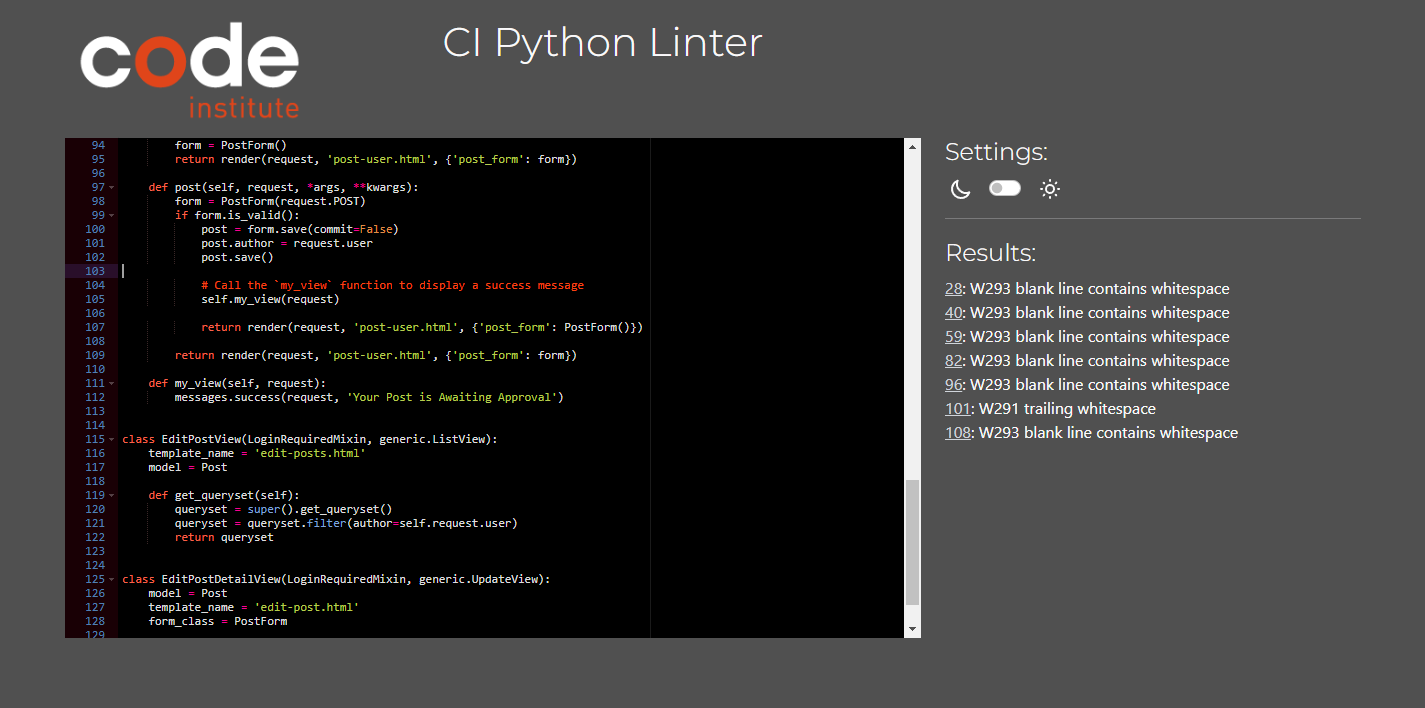 code
institute
CI Python Linter
94 form = PostForm()
95 return render(request, 'post-user.html', {'post_form': form})
96
97 def post(self, request, *args, **kwargs):
98 form = PostForm(request.POST)
99 if form.is_valid():
100 post = form.save(commit=False)
101 post.author = request.user
102 post.save()
103
104 # Call the `my_view` function to display a success message
105 self.my_view(request)
106
107 return render(request, 'post-user.html', {'post_form': PostForm()})
108
109 return render(request, 'post-user.html', {'post_form': form})
110
111 def my_view(self, request):
112 messages.success(request, 'Your Post is Awaiting Approval')
113
114
115 class EditPostView(LoginRequiredMixin, generic.ListView):
116 template_name = 'edit-posts.html'
117 model = Post
118
119 def get_queryset(self):
120 queryset = super().get_queryset()
121 queryset = queryset.filter(author=self.request.user)
122 return queryset
123
124
125 class EditPostDetailView(LoginRequiredMixin, generic.UpdateView):
126 model = Post
127 template_name = 'edit-post.html'
128 form_class = PostForm
129
Settings:
Results:
28: W293 blank line contains whitespace
40: W293 blank line contains whitespace
59: W293 blank line contains whitespace
82: W293 blank line contains whitespace
96: W293 blank line contains whitespace
101: W291 trailing whitespace
108: W293 blank line contains whitespace